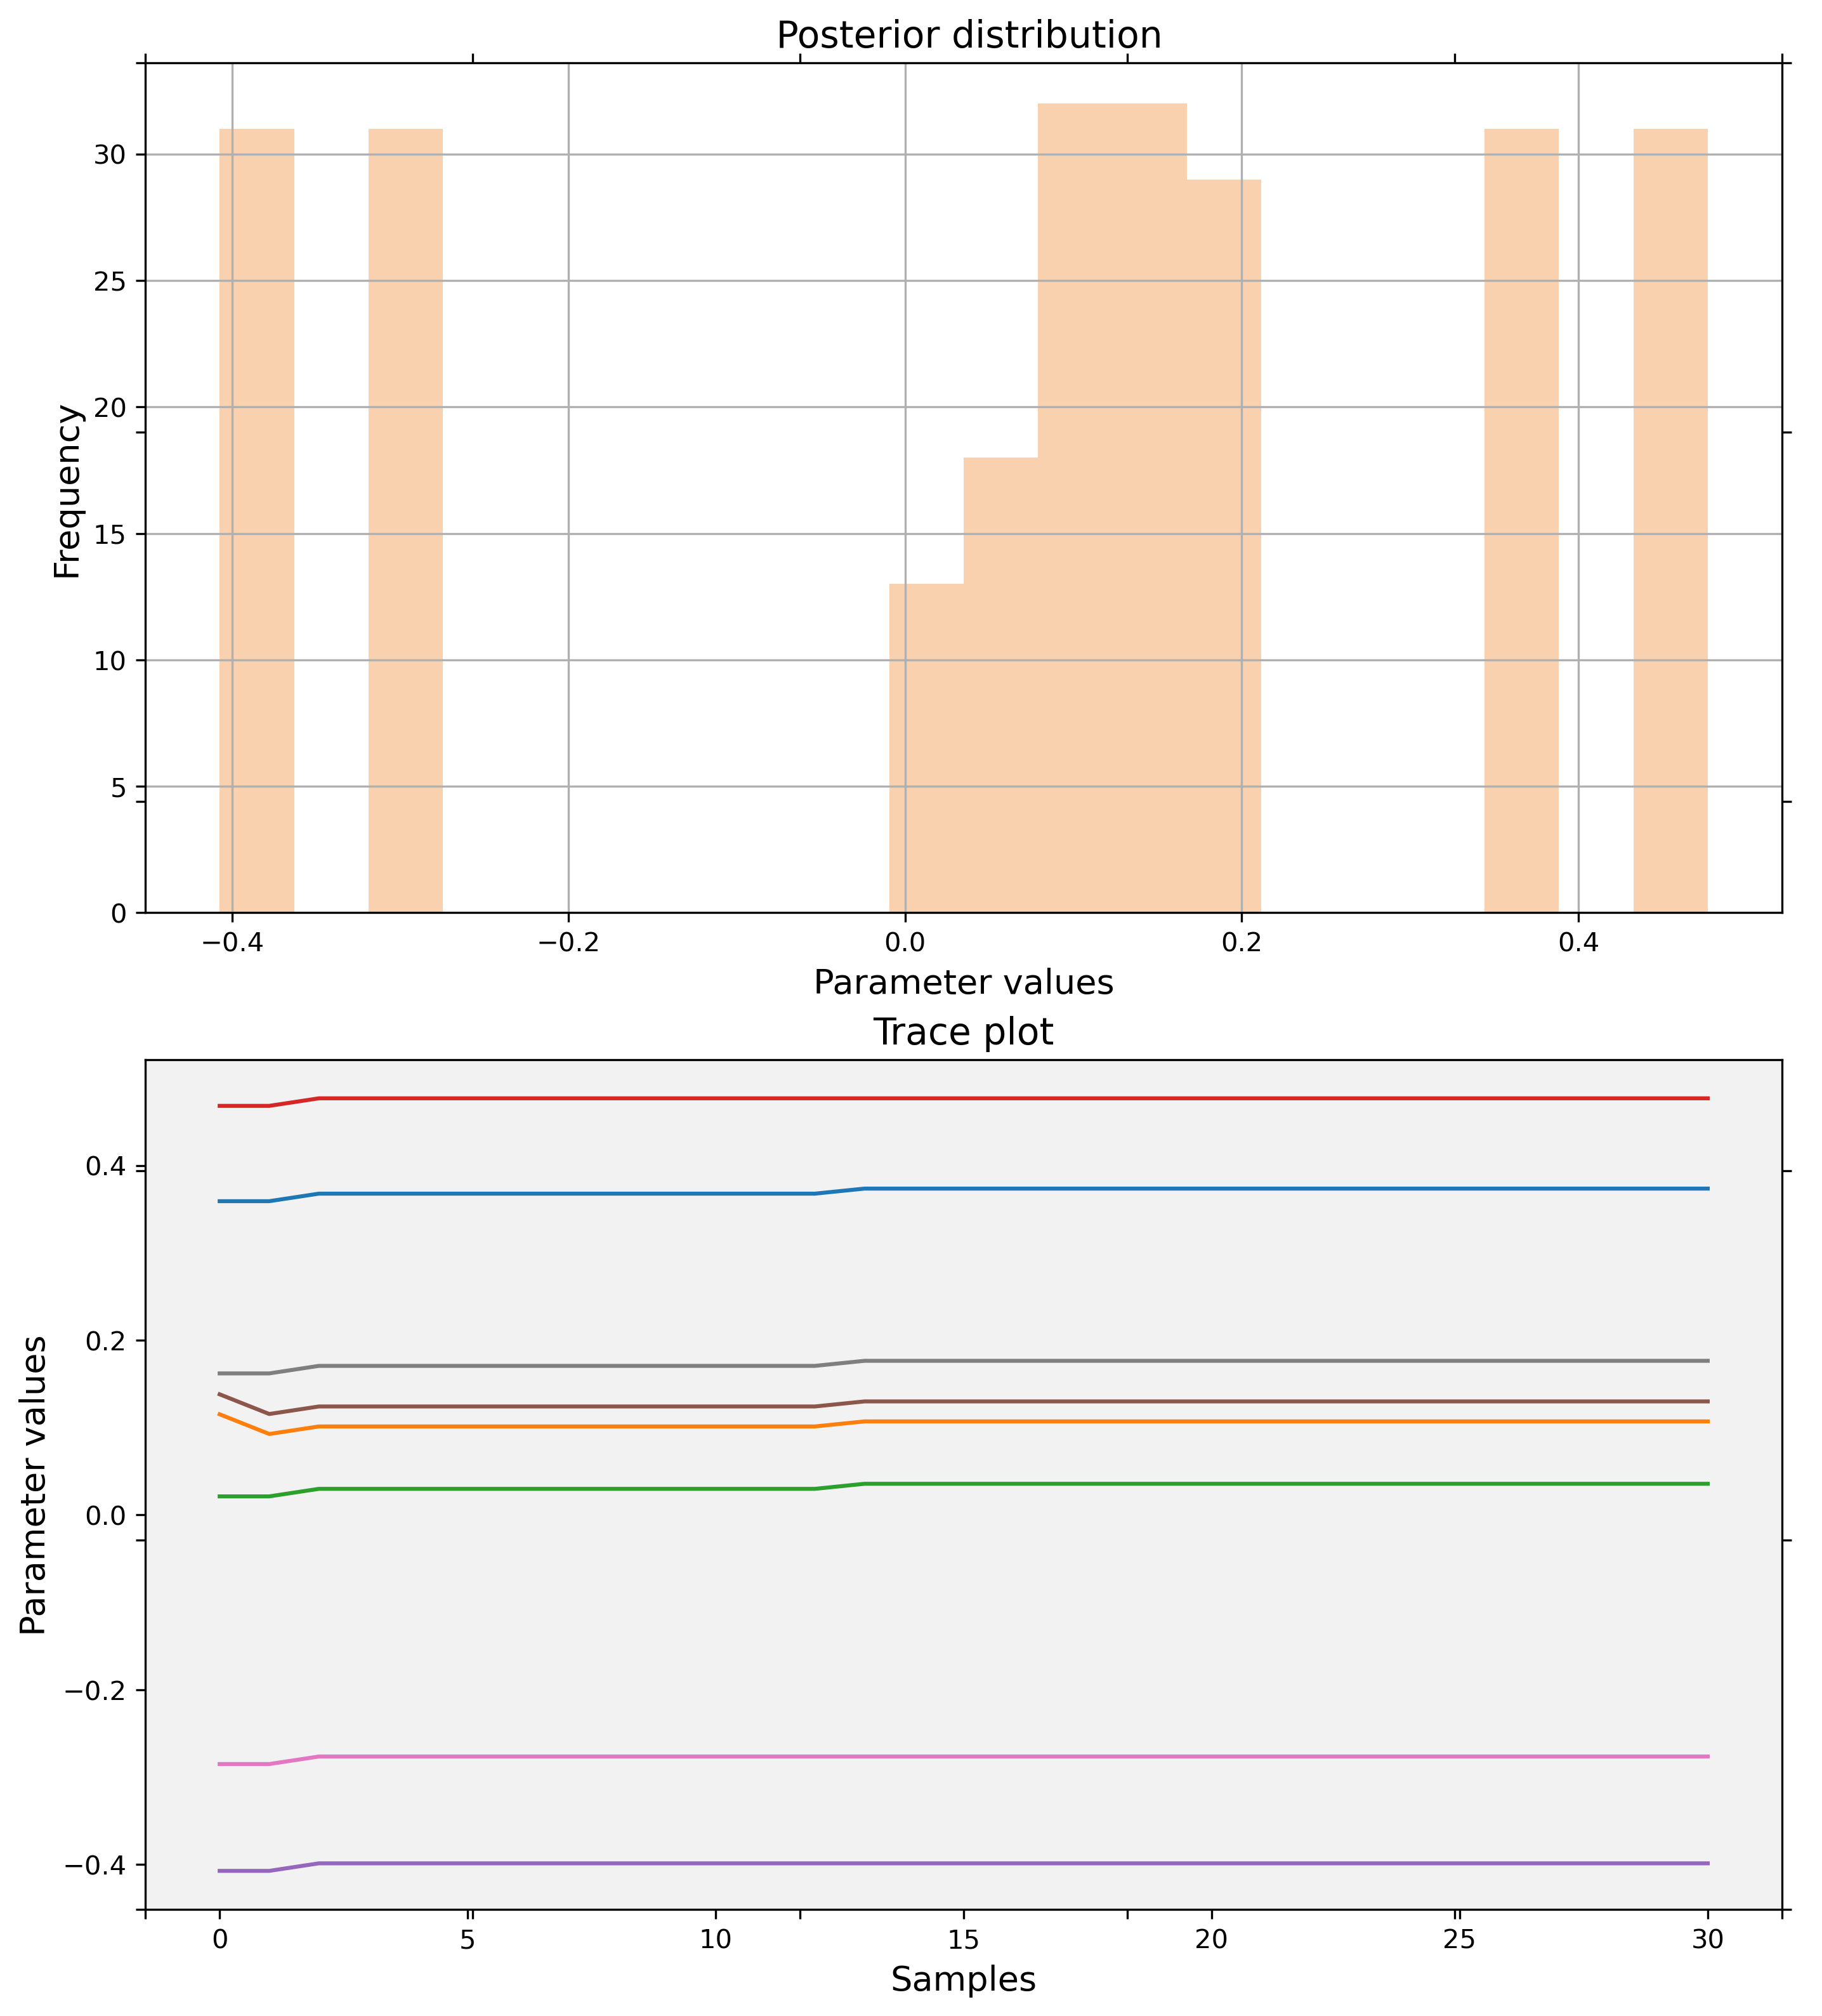 Posterior distribution
Frequency
30
25
20
15
10
5
0
−0.4 −0.2 0.0 0.2 0.4
Parameter values
Trace plot
Parameter values
0.4
0.2
0.0
−0.2
−0.4
0 5 10 15 20 25 30
Samples